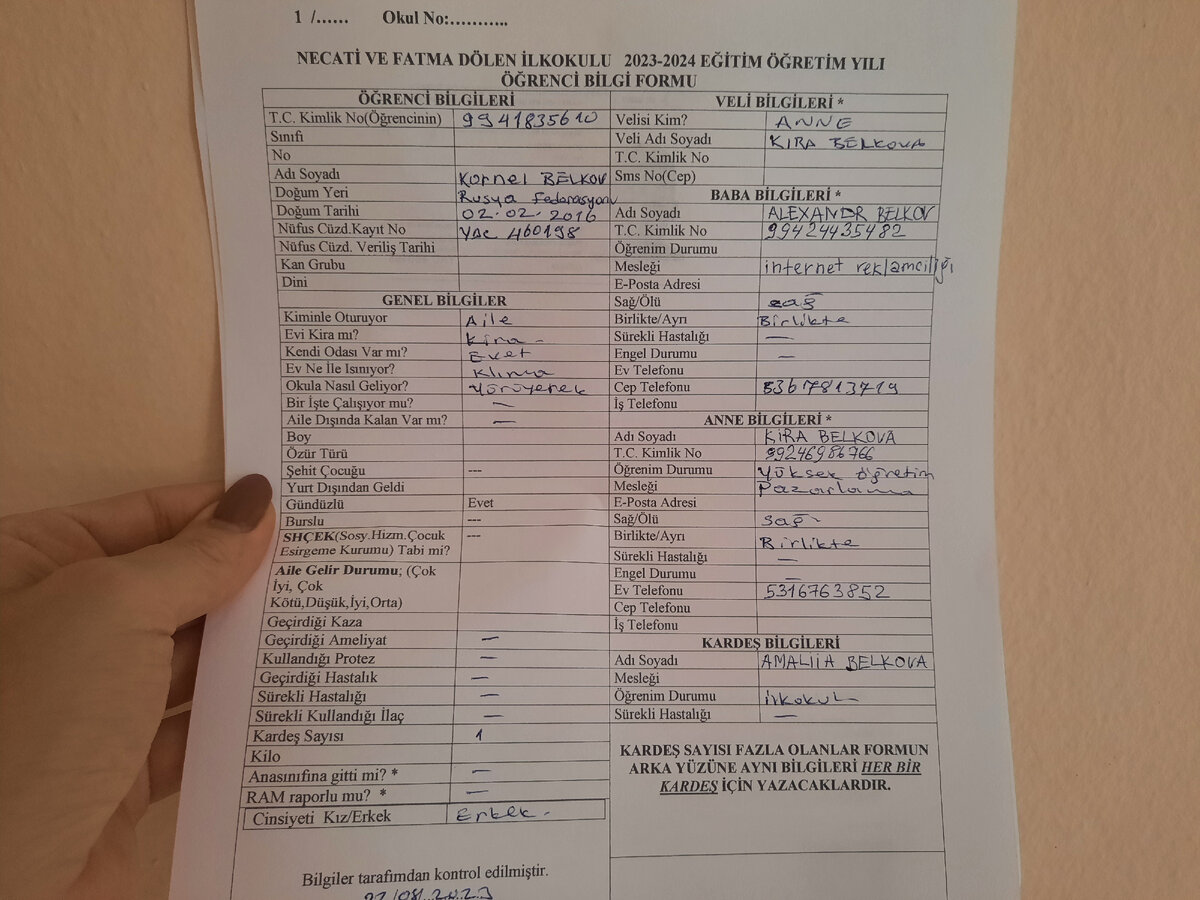 1 /...... Okul No:...........
NECATİ VE FATMA DÖLEN İLKOKULU 2023-2024 EĞİTİM ÖĞRETİM YILI
ÖĞRENCİ BİLGİ FORMU
ÖĞRENCİ BİLGİLERİ
T.C. Kimlik No(Öğrencinin) 9941835610
Sınıfı
No
Adı Soyadı Kornel BELKOV
Doğum Yeri Rusya Federasyonu
Doğum Tarihi 02.02.2016
Nüfus Cüzd.Kayıt No YAC 460198
Nüfus Cüzd. Veriliş Tarihi
Kan Grubu
Dini
GENEL BİLGİLER
Kiminle Oturuyor Aile
Evi Kira mı? Kira -
Kendi Odası Var mı? Evet
Ev Ne İle Isınıyor? Klima
Okula Nasıl Geliyor? Yürüyerek
Bir İşte Çalışıyor mu? —
Aile Dışında Kalan Var mı? —
Boy
Özür Türü
Şehit Çocuğu ---
Yurt Dışından Geldi
Gündüzlü Evet
Burslu ---
SHÇEK(Sosy.Hizm.Çocuk ---
Esirgeme Kurumu) Tabi mi?
Aile Gelir Durumu; (Çok
İyi, Çok
Kötü,Düşük,İyi,Orta)
Geçirdiği Kaza
Geçirdiği Ameliyat —
Kullandığı Protez —
Geçirdiği Hastalık —
Sürekli Hastalığı —
Sürekli Kullandığı İlaç —
Kardeş Sayısı 1
Kilo
Anasınıfına gitti mi? * —
RAM raporlu mu? * —
Cinsiyeti Kız/Erkek Erkek -
Bilgiler tarafımdan kontrol edilmiştir.
VELİ BİLGİLERİ *
Velisi Kim? ANNE
Veli Adı Soyadı KIRA BELKOVA
T.C. Kimlik No
Sms No(Cep)
BABA BİLGİLERİ *
Adı Soyadı ALEXANDR BELKOV
T.C. Kimlik No 99424435482
Öğrenim Durumu
Mesleği internet reklamcılığı
E-Posta Adresi
Sağ/Ölü sağ
Birlikte/Ayrı Birlikte
Sürekli Hastalığı —
Engel Durumu —
Ev Telefonu
Cep Telefonu 5367813719
İş Telefonu
ANNE BİLGİLERİ *
Adı Soyadı KIRA BELKOVA
T.C. Kimlik No 99246986766
Öğrenim Durumu Yüksek öğretim
Mesleği Pazarlama
E-Posta Adresi
Sağ/Ölü sağ -
Birlikte/Ayrı Birlikte
Sürekli Hastalığı —
Engel Durumu —
Ev Telefonu 5316763852
Cep Telefonu
İş Telefonu
KARDEŞ BİLGİLERİ
Adı Soyadı AMALIIA BELKOVA
Mesleği
Öğrenim Durumu ilkokul -
Sürekli Hastalığı —
KARDEŞ SAYISI FAZLA OLANLAR FORMUN
ARKA YÜZÜNE AYNI BİLGİLERİ HER BİR
KARDEŞ İÇİN YAZACAKLARDIR.